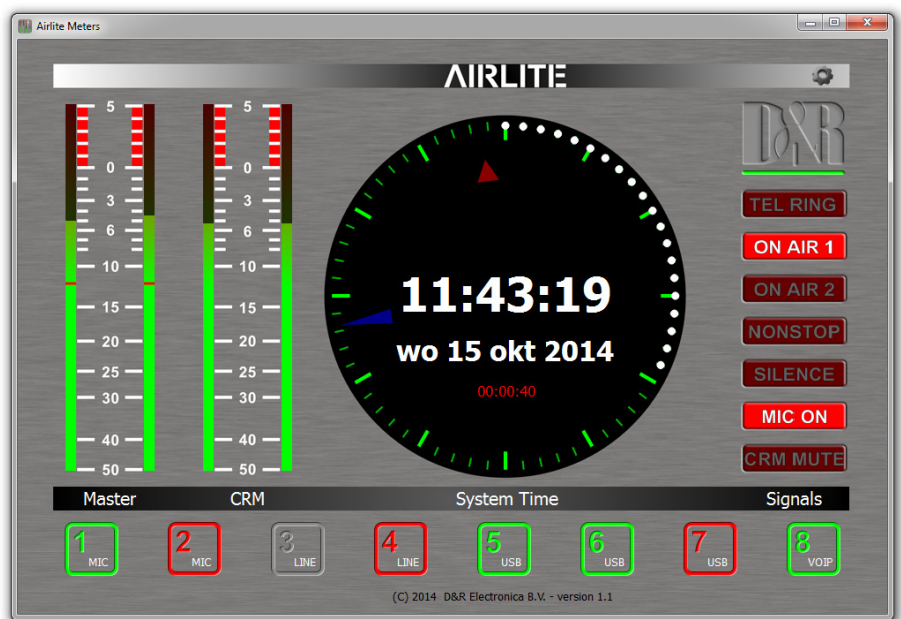 Airlite Meters
AIRLITE
D&R
5 5
0 0
3 3
6 6
10 10
15 15
20 20
25 25
30 30
40 40
50 50
11:43:19
wo 15 okt 2014
00:00:40
TEL RING
ON AIR 1
ON AIR 2
NONSTOP
SILENCE
MIC ON
CRM MUTE
Master CRM System Time Signals
1 MIC
2 MIC
3 LINE
4 LINE
5 USB
6 USB
7 USB
8 VOIP
(C) 2014 D&R Electronica B.V. - version 1.1